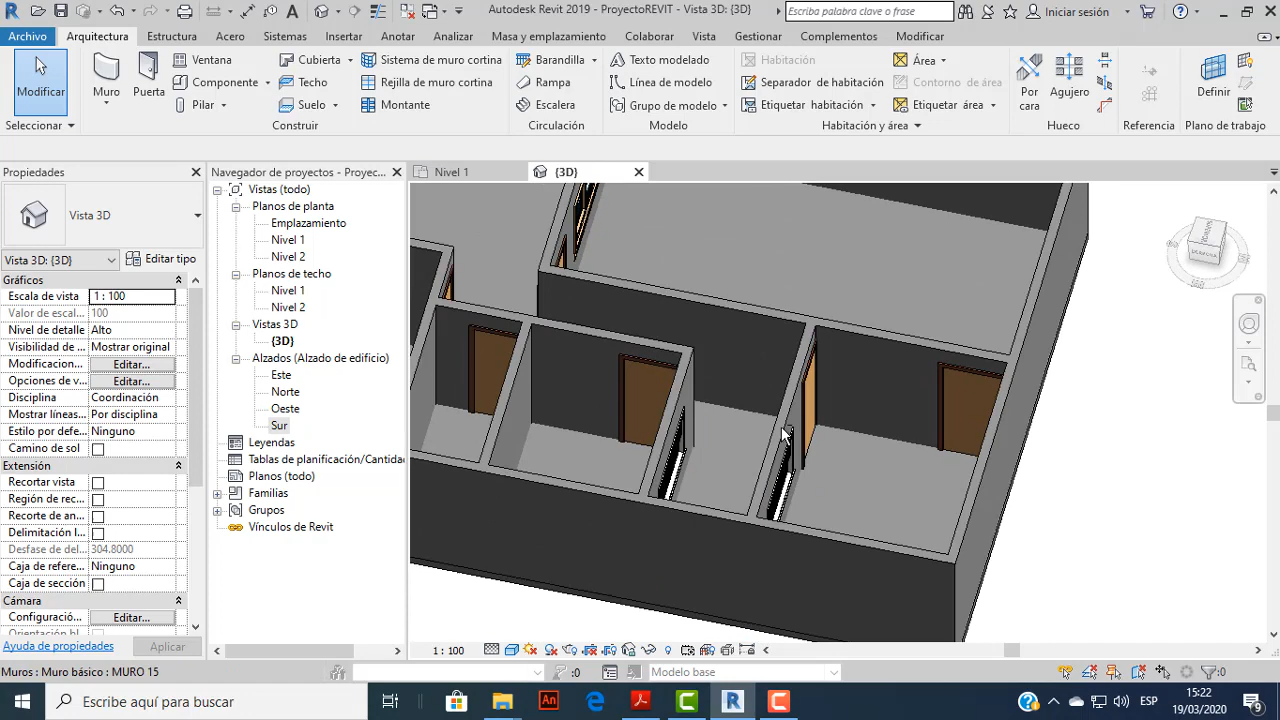 Autodesk Revit 2019 - ProyectoREVIT - Vista 3D: {3D}
Escriba palabra clave o frase
Iniciar sesión
Archivo Arquitectura Estructura Acero Sistemas Insertar Anotar Analizar Masa y emplazamiento Colaborar Vista Gestionar Complementos Modificar
Modificar
Muro
Puerta
Ventana
Componente
Pilar
Cubierta
Techo
Suelo
Sistema de muro cortina
Rejilla de muro cortina
Montante
Barandilla
Rampa
Escalera
Texto modelado
Línea de modelo
Grupo de modelo
Habitación
Separador de habitación
Etiquetar habitación
Área
Contorno de área
Etiquetar área
Por
cara
Agujero
Definir
Seleccionar Construir Circulación Modelo Habitación y área Hueco Referencia Plano de trabajo
Propiedades
Vista 3D
Vista 3D: {3D} Editar tipo
Gráficos
Escala de vista 1 : 100
Valor de escal... 100
Nivel de detalle Alto
Visibilidad de Mostrar original
Modificacion... Editar...
Opciones de v... Editar...
Disciplina Coordinación
Mostrar líneas... Por disciplina
Estilo por defe... Ninguno
Camino de sol
Extensión
Recortar vista
Región de rec...
Recorte de an...
Delimitación l...
Desfase de del... 304.8000
Caja de refere... Ninguno
Caja de sección
Cámara
Configuració... Editar...
Ayuda de propiedades Aplicar
Navegador de proyectos - Proyec...
Vistas (todo)
Planos de planta
Emplazamiento
Nivel 1
Nivel 2
Planos de techo
Nivel 1
Nivel 2
Vistas 3D
{3D}
Alzados (Alzado de edificio)
Este
Norte
Oeste
Sur
Leyendas
Tablas de planificación/Cantidad
Planos (todo)
Familias
Grupos
Vínculos de Revit
Nivel 1
{3D}
1 : 100
Muros : Muro básico : MURO 15
:0
Modelo base
:0
Escribe aquí para buscar
ESP
15:22
19/03/2020